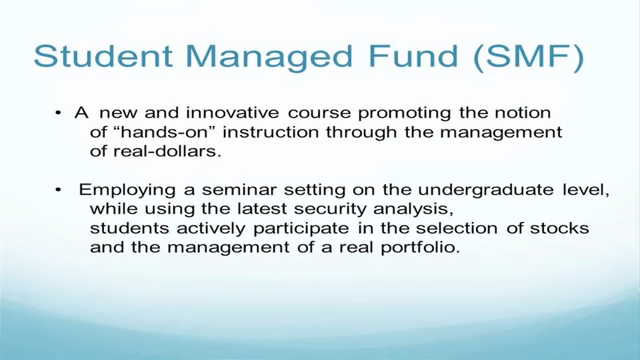 Student Managed Fund (SMF)
• A new and innovative course promoting the notion
of "hands-on" instruction through the management
of real-dollars.
• Employing a seminar setting on the undergraduate level,
while using the latest security analysis,
students actively participate in the selection of stocks
and the management of a real portfolio.